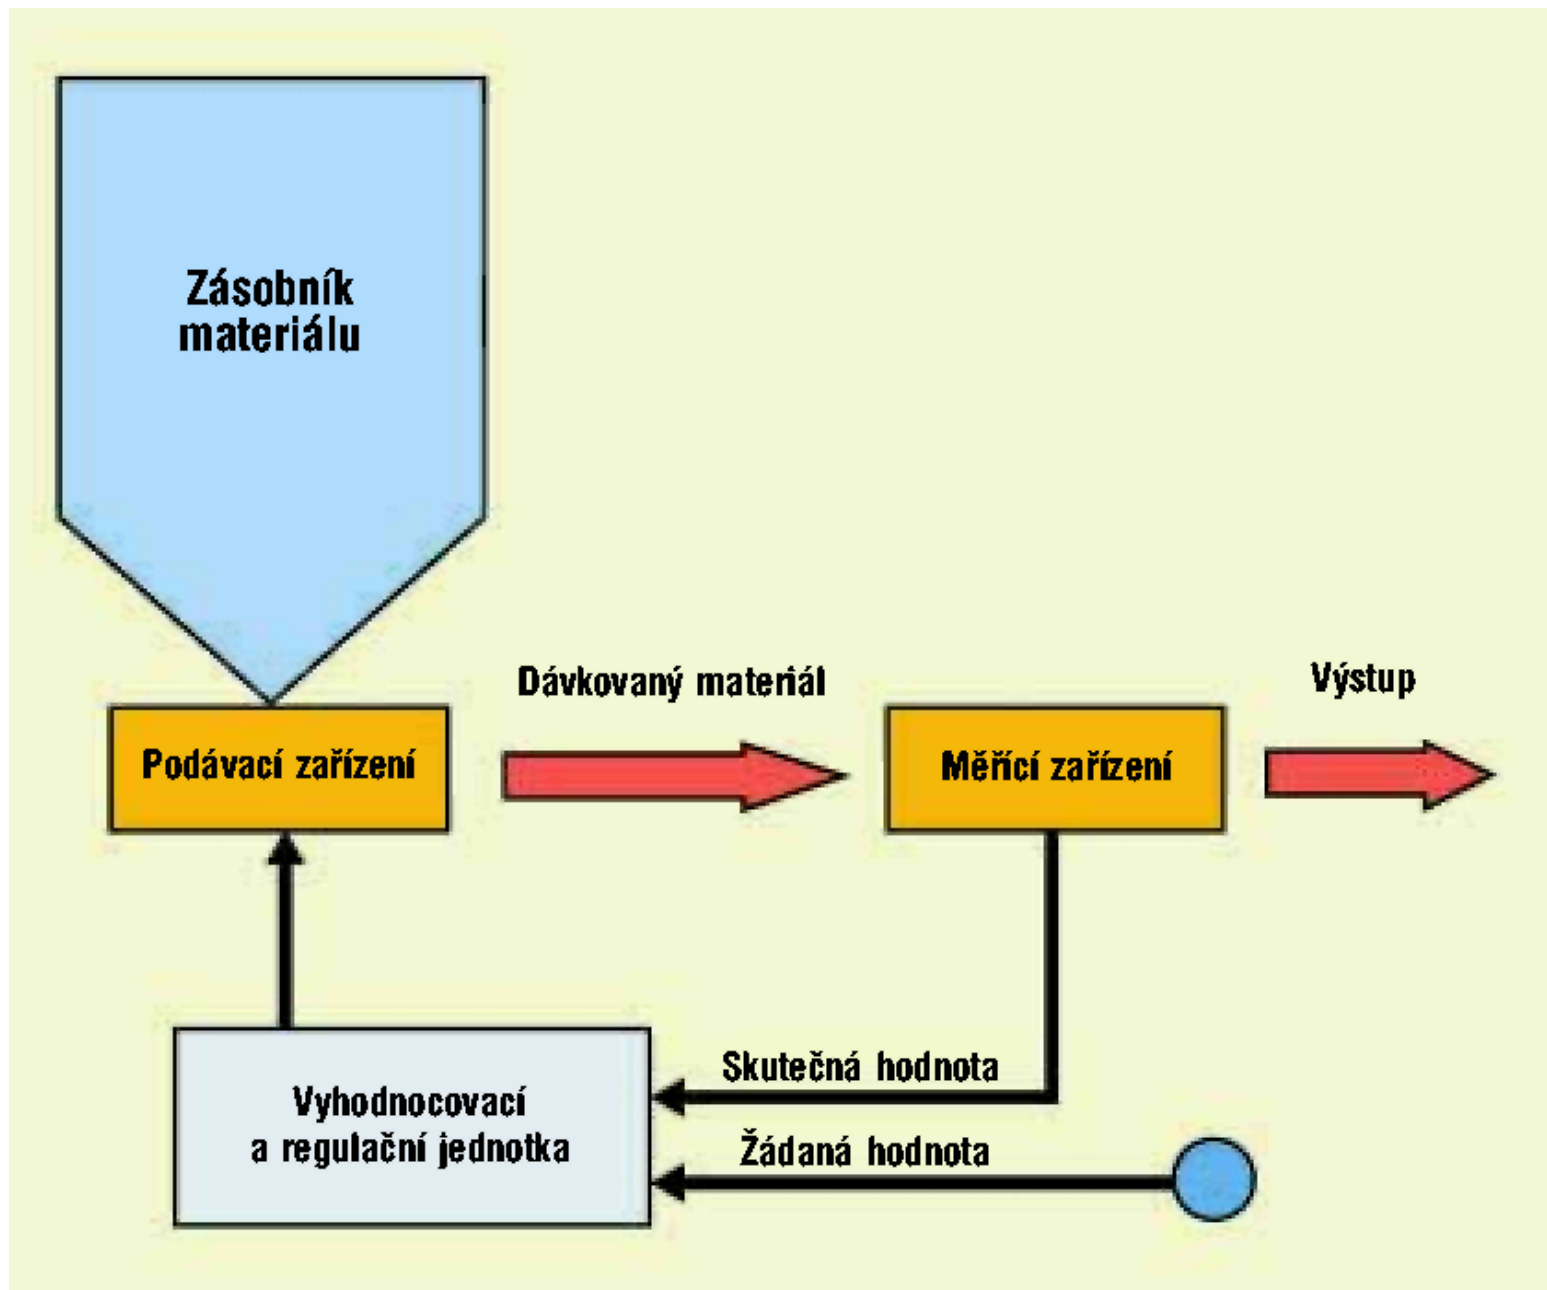 Zásobník
materiálu
Dávkovaný materiál
Výstup
Podávací zařízení
Měřící zařízení
Skutečná hodnota
Vyhodnocovací
a regulační jednotka
Žádaná hodnota